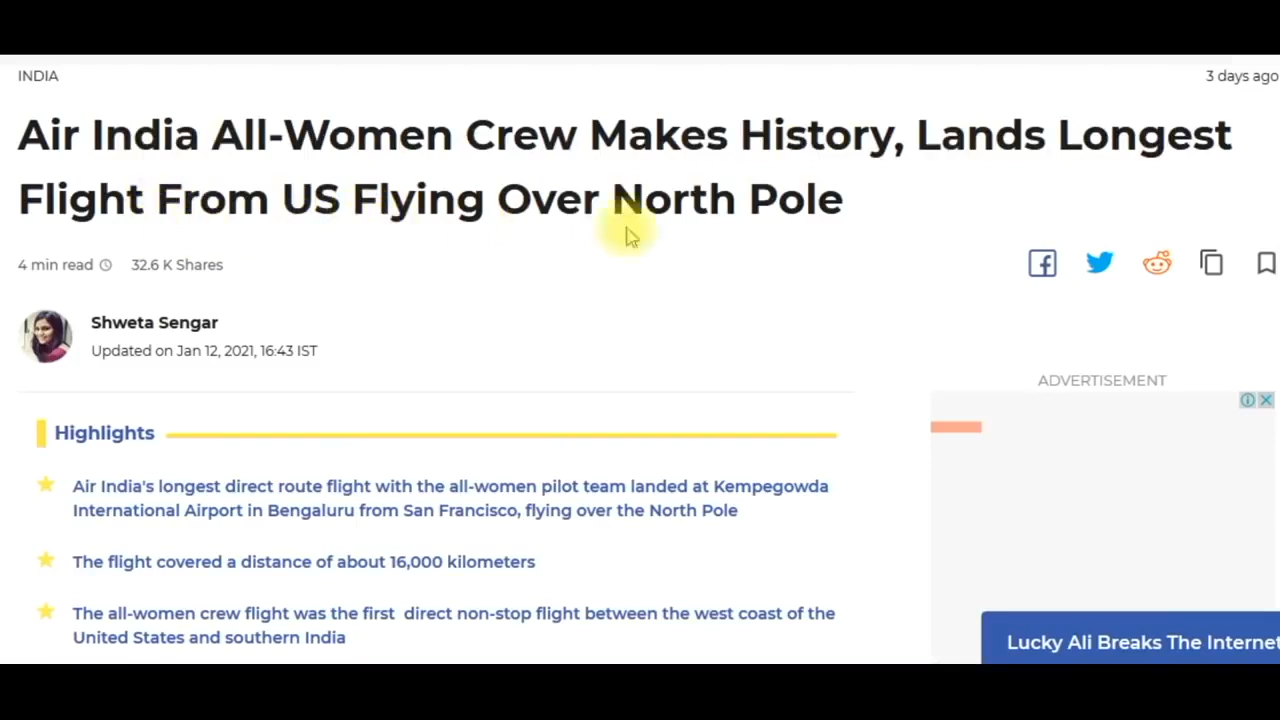 INDIA
3 days ago
Air India All-Women Crew Makes History, Lands Longest
Flight From US Flying Over North Pole
4 min read 32.6 K Shares
Shweta Sengar
Updated on Jan 12, 2021, 16:43 IST
ADVERTISEMENT
Highlights
Air India's longest direct route flight with the all-women pilot team landed at Kempegowda
International Airport in Bengaluru from San Francisco, flying over the North Pole
The flight covered a distance of about 16,000 kilometers
The all-women crew flight was the first direct non-stop flight between the west coast of the
United States and southern India
Lucky Ali Breaks The Internet